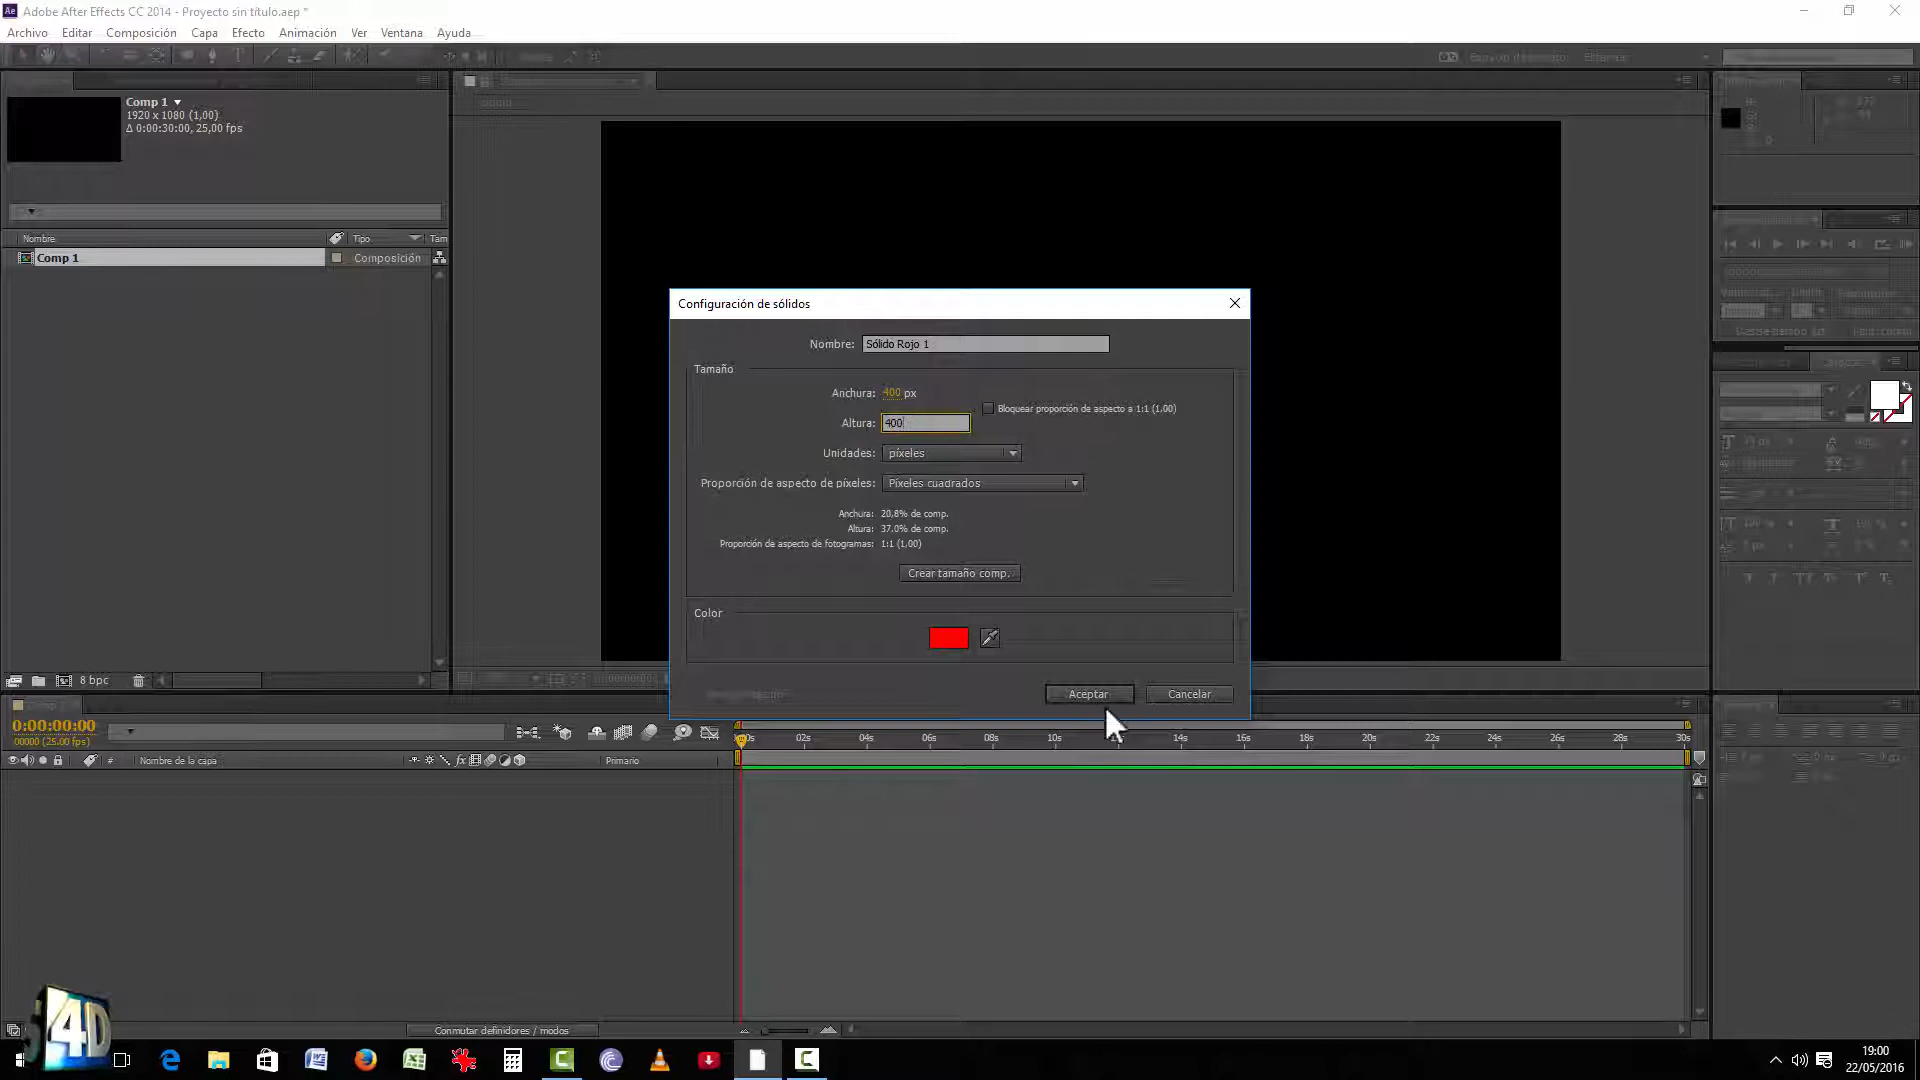 Adobe After Effects CC 2014 - Proyecto sin título.aep *
Archivo Editar Composición Capa Efecto Animación Ver Ventana Ayuda
Comp 1
1920 x 1080 (1,00)
Δ 0:00:30:00, 25,00 fps
Nombre Tipo Tam
Comp 1 Composición
8 bpc
Configuración de sólidos
Nombre: Sólido Rojo 1
Tamaño
Anchura: 400 px
Bloquear proporción de aspecto a 1:1 (1,00)
Altura: 400
Unidades: píxeles
Proporción de aspecto de píxeles: Píxeles cuadrados
Anchura: 20,8% de comp.
Altura: 37,0% de comp.
Proporción de aspecto de fotogramas: 1:1 (1,00)
Crear tamaño comp.
Color
Aceptar Cancelar
0:00:00:00
00000 (25.00 fps)
02s 04s 06s 08s 10s 14s 16s 18s 20s 22s 24s 26s 28s 30s
# Nombre de la capa fx Primario
Conmutar definidores / modos
4D
19:00
22/05/2016